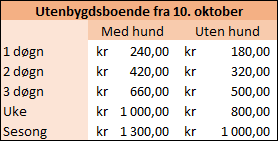 Utenbygdsboende fra 10. oktober
Med hund Uten hund
1 døgn kr 240,00 kr 180,00
2 døgn kr 420,00 kr 320,00
3 døgn kr 660,00 kr 500,00
Uke kr 1 000,00 kr 800,00
Sesong kr 1 300,00 kr 1 000,00